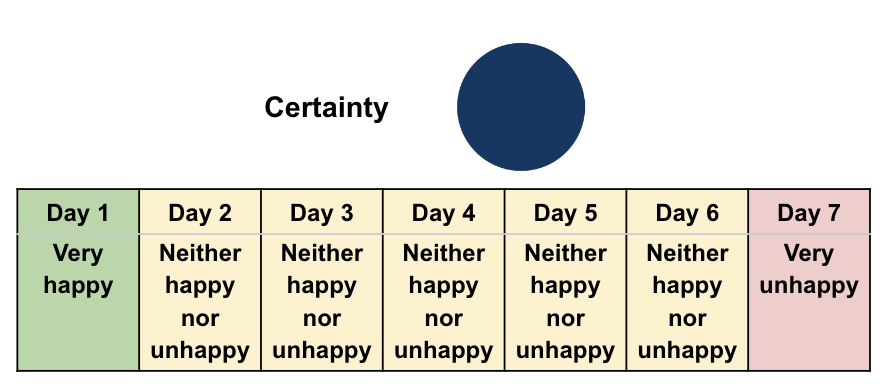 Certainty
Day 1 Day 2 Day 3 Day 4 Day 5 Day 6 Day 7
Very Neither Neither Neither Neither Neither Very
happy happy happy happy happy happy unhappy
nor nor nor nor nor
unhappy unhappy unhappy unhappy unhappy